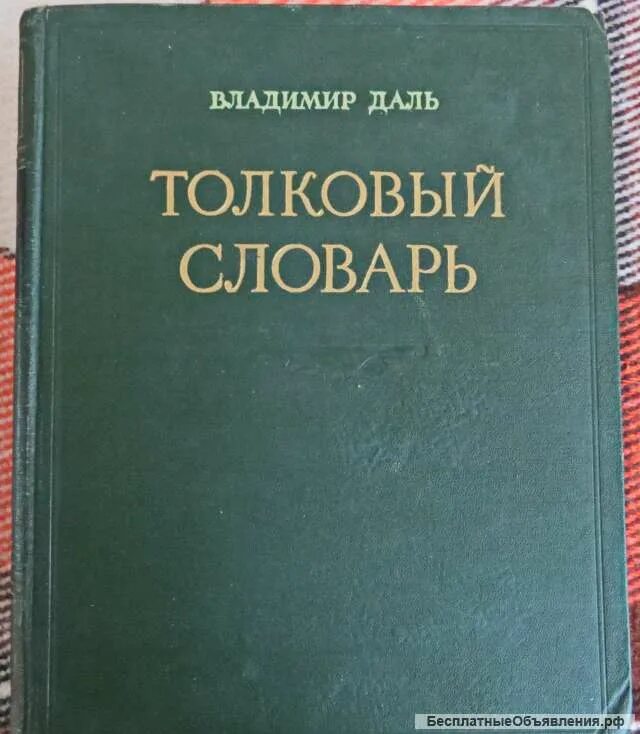 ВЛАДИМИР ДАЛЬ
ТОЛКОВЫЙ
СЛОВАРЬ
БесплатныеОбъявления.рф